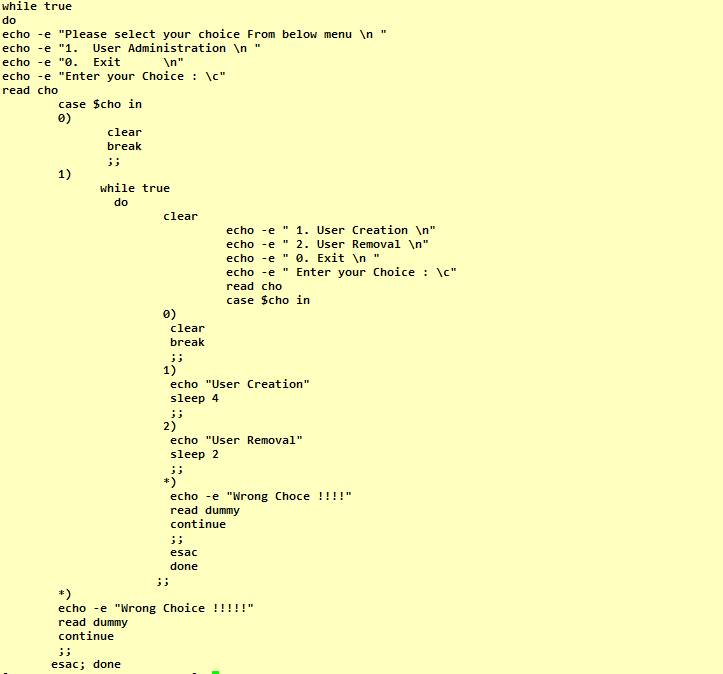 while true
do
echo -e "Please select your choice From below menu \n "
echo -e "1.  User Administration \n "
echo -e "0.  Exit      \n"
echo -e "Enter your Choice : \c"
read cho
        case $cho in
        0)
               clear
               break
               ;;
        1)
              while true
                do
                       clear
                                echo -e " 1. User Creation \n"
                                echo -e " 2. User Removal \n"
                                echo -e " 0. Exit \n "
                                echo -e " Enter your Choice : \c"
                                read cho
                                case $cho in
                       0)
                        clear
                        break
                        ;;
                       1)
                        echo "User Creation"
                        sleep 4
                        ;;
                       2)
                        echo "User Removal"
                        sleep 2
                        ;;
                       *)
                        echo -e "Wrong Choce !!!!"
                        read dummy
                        continue
                        ;;
                        esac
                        done
                      ;;
        *)
        echo -e "Wrong Choice !!!!!"
        read dummy
        continue
        ;;
       esac; done